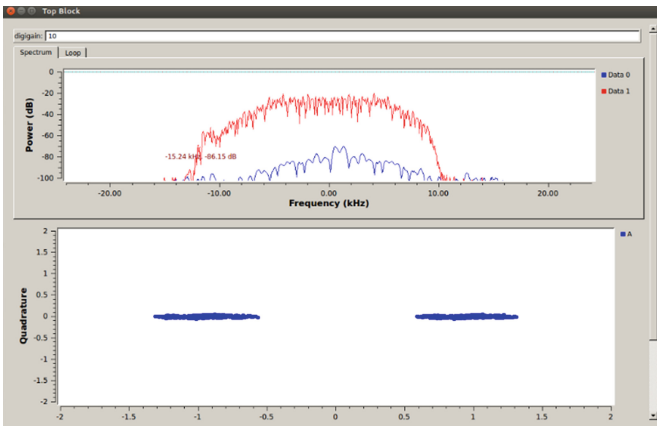 Top Block
digigain: 10
Spectrum Loop
0
-20
-40
-60
-80
-100
Power (dB)
-15.24 kHz, -86.15 dB
Data 0
Data 1
-20.00 -10.00 0.00 10.00 20.00
Frequency (kHz)
2
1.5
1
0.5
0
-0.5
-1
-1.5
-2
Quadrature
A
-2 -1.5 -1 -0.5 0 0.5 1 1.5 2